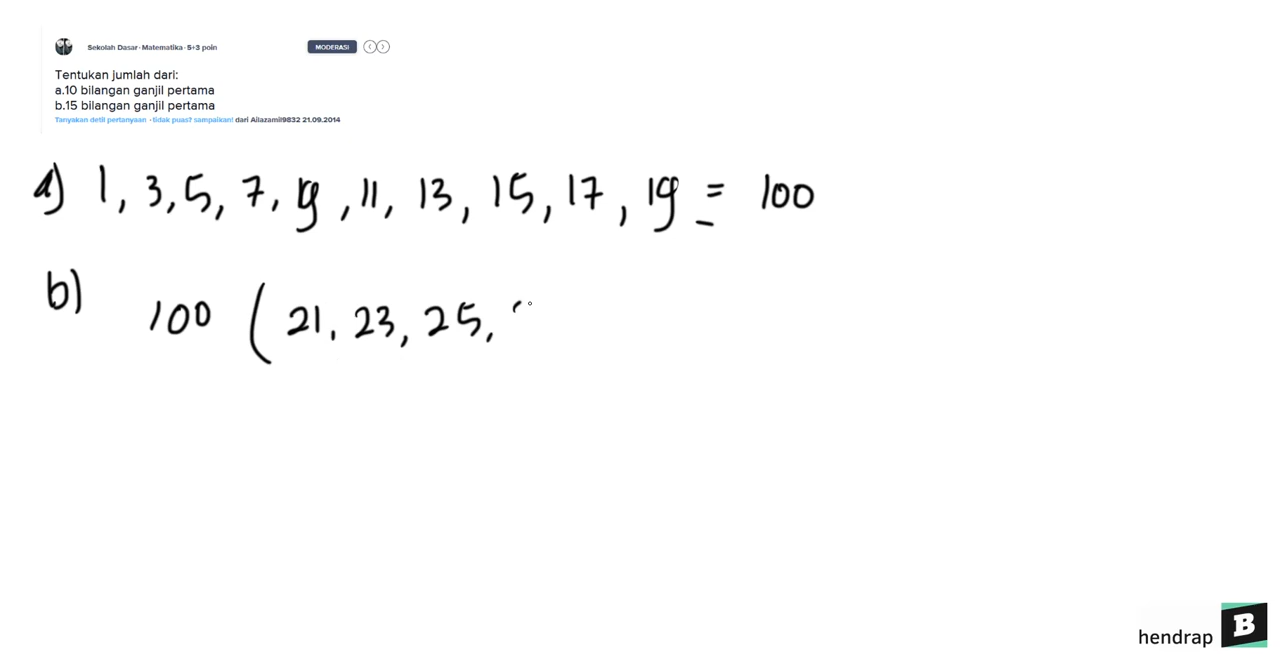 Sekolah Dasar · Matematika · 5+3 poin
MODERASI
Tentukan jumlah dari:
a.10 bilangan ganjil pertama
b.15 bilangan ganjil pertama
Tanyakan detil pertanyaan · tidak puas? sampaikan! dari Ailazamil9832 21.09.2014
a) 1, 3, 5, 7, 9, 11, 13, 15, 17, 19 = 100
b) 100 ( 21, 23, 25,
hendrap B